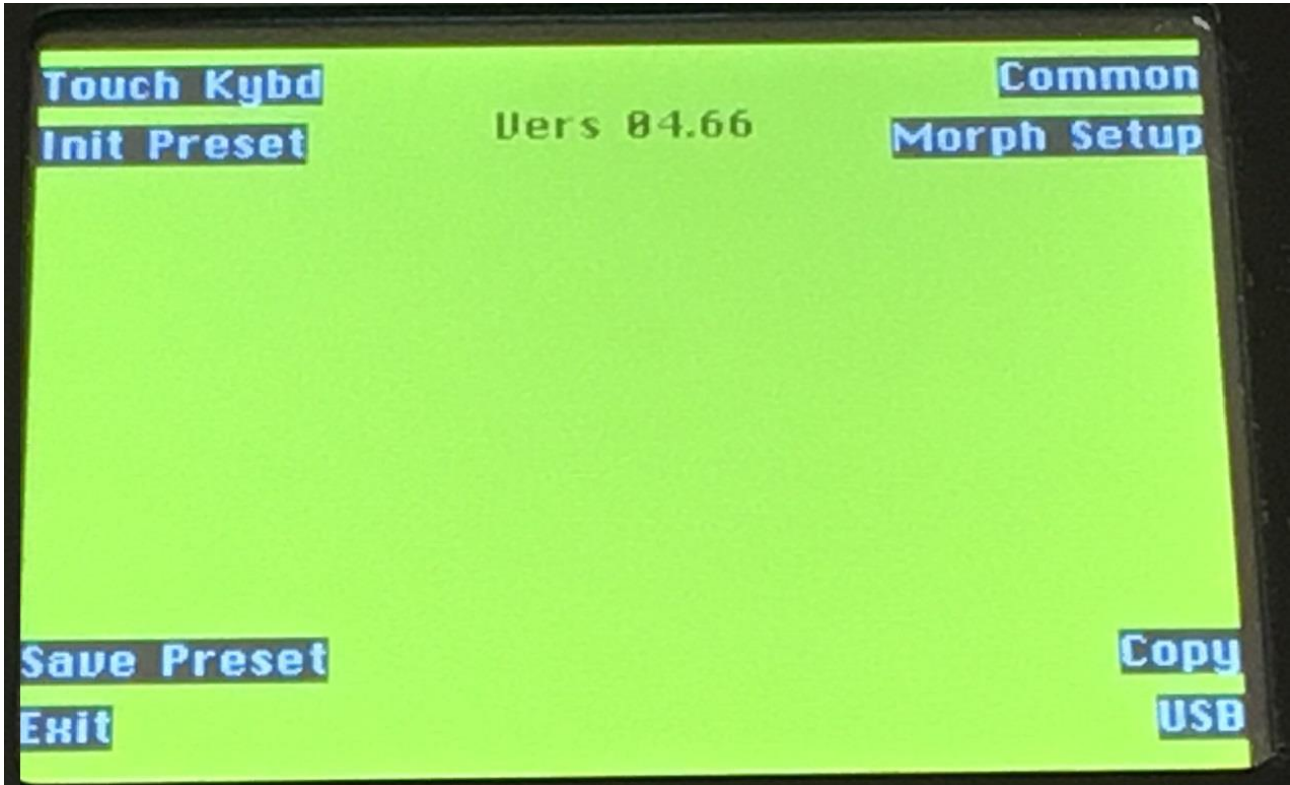 Touch Kybd
Common
Vers 04.66
Init Preset
Morph Setup
Save Preset
Copy
Exit
USB